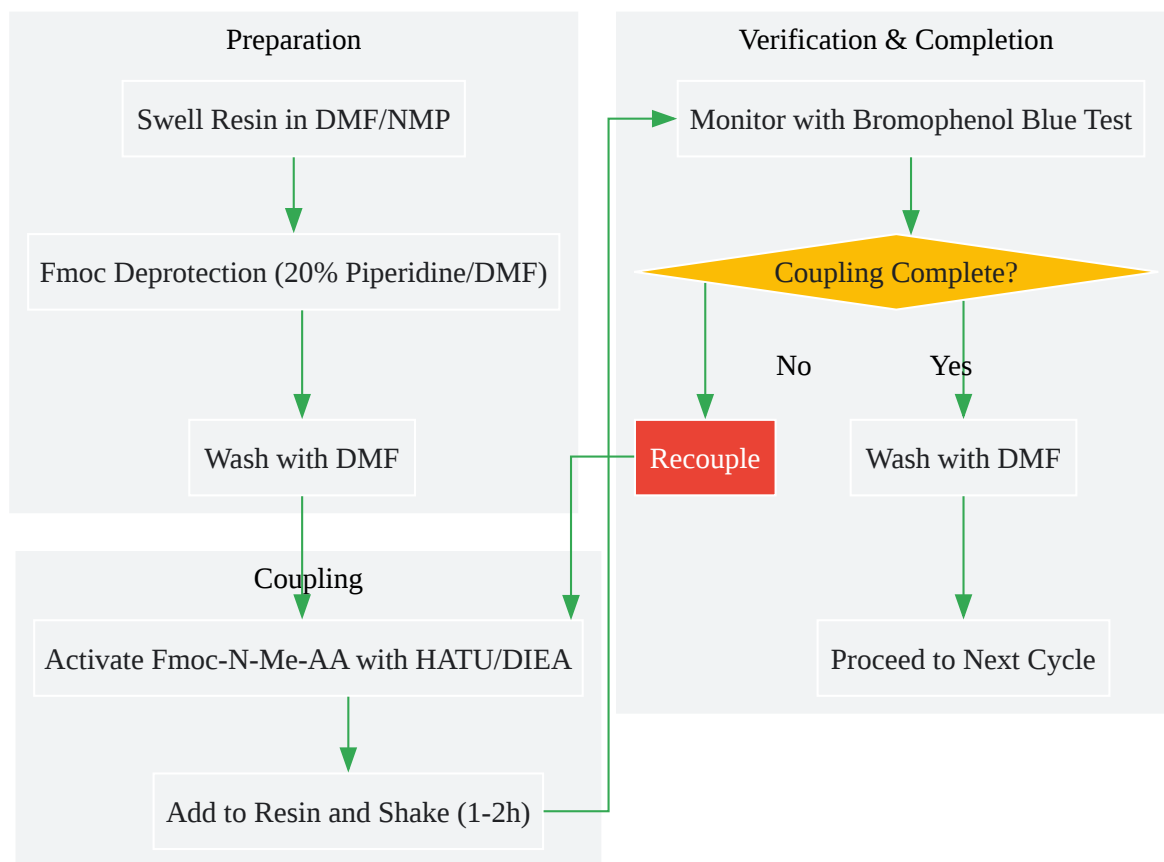 Preparation
Swell Resin in DMF/NMP
Fmoc Deprotection (20% Piperidine/DMF)
Wash with DMF
Coupling
Activate Fmoc-N-Me-AA with HATU/DIEA
Add to Resin and Shake (1-2h)
Verification & Completion
Monitor with Bromophenol Blue Test
Coupling Complete?
No
Yes
Recouple
Wash with DMF
Proceed to Next Cycle